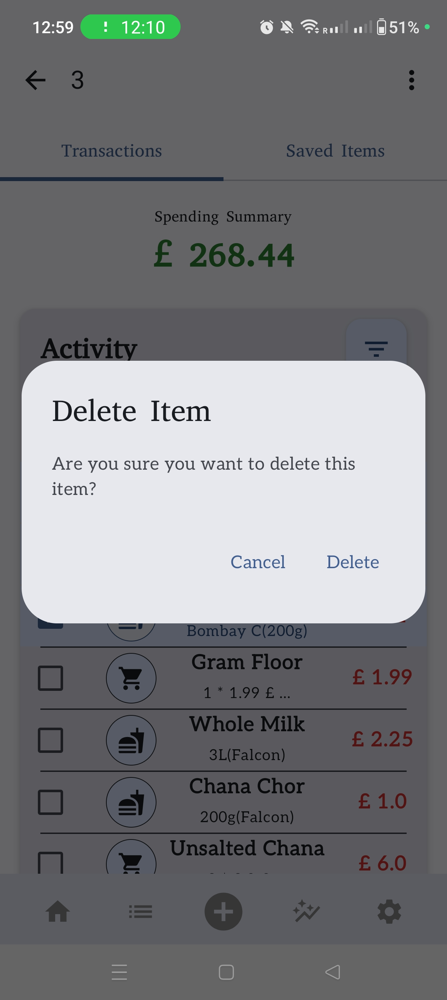 12:59
12:10
R
51%
3
Transactions
Saved Items
Spending Summary
£ 268.44
Activity
Delete Item
Are you sure you want to delete this
item?
Cancel
Delete
Bombay C(200g)
Gram Floor
£ 1.99
1 * 1.99 £ ...
Whole Milk
£ 2.25
3L(Falcon)
Chana Chor
£ 1.0
200g(Falcon)
Unsalted Chana
£ 6.0